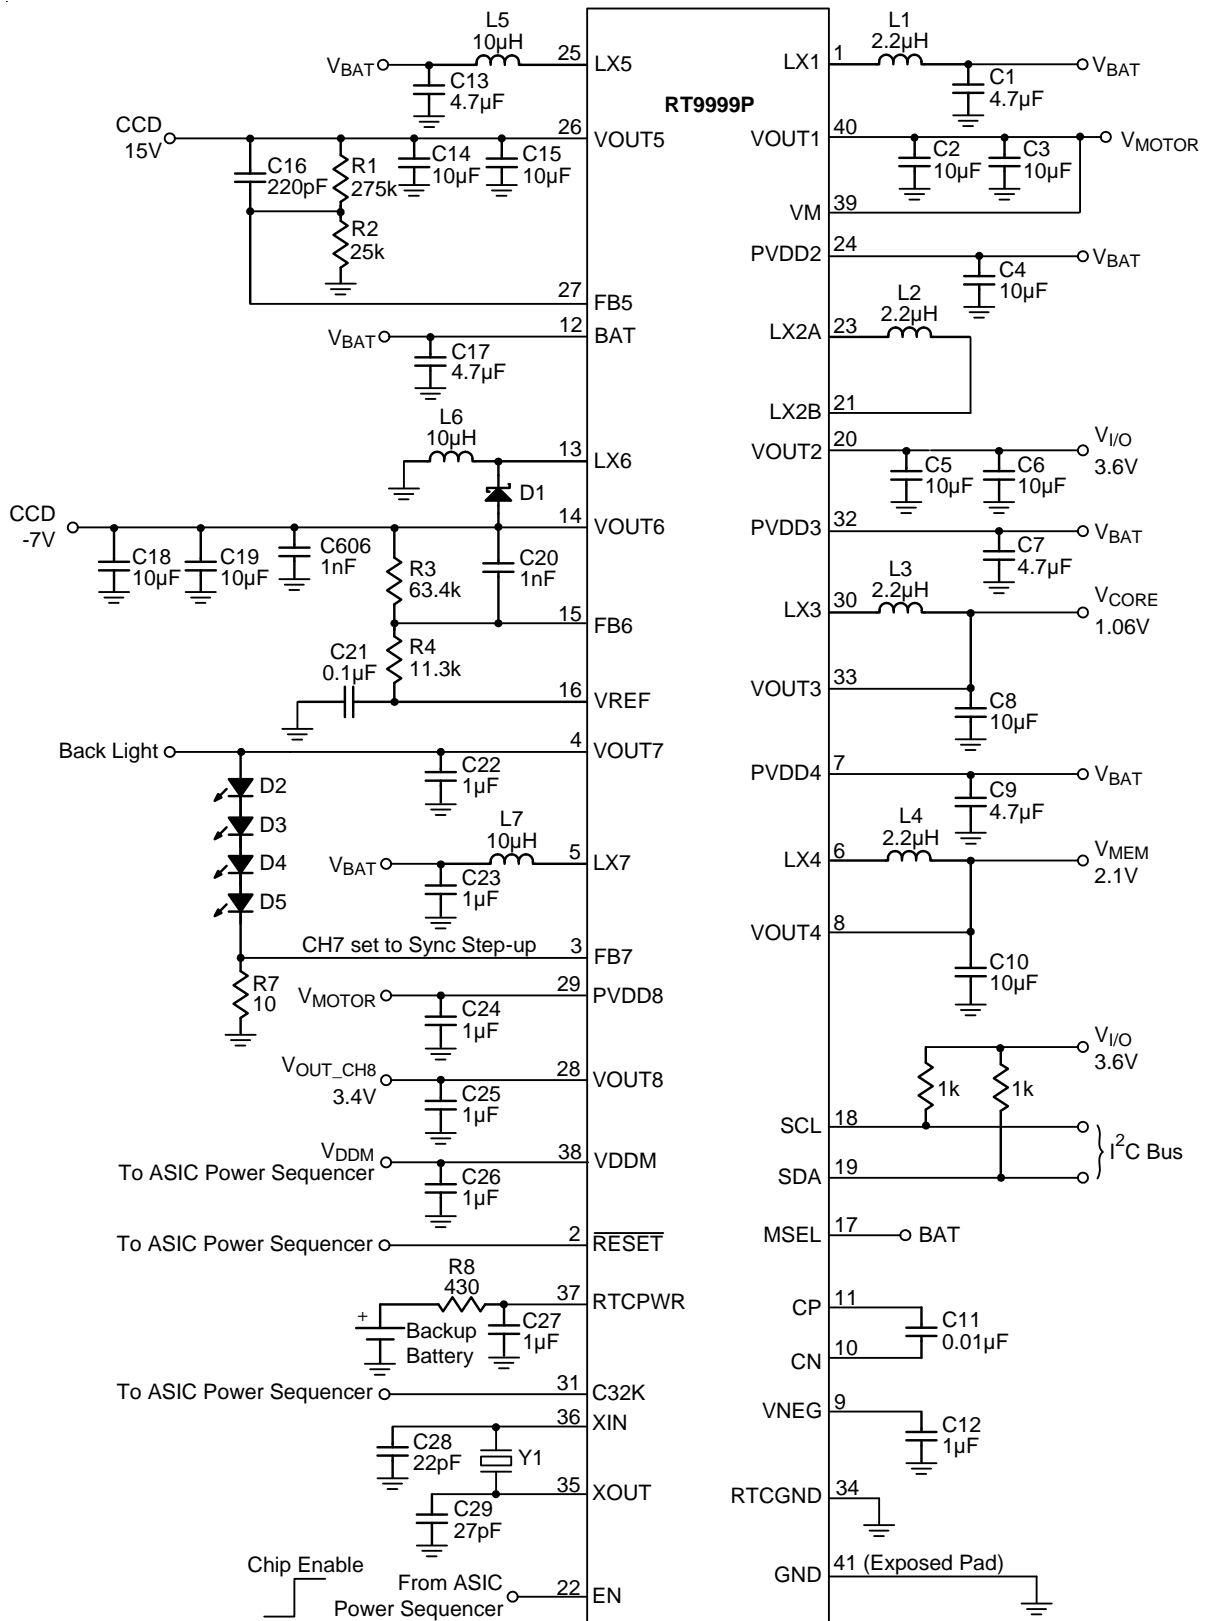 RT9999P
L5
10µH
VBAT
25
LX5
C13
4.7µF
CCD
15V
26
VOUT5
C16
220pF
R1
275k
C14
10µF
C15
10µF
R2
25k
27
FB5
VBAT
12
BAT
C17
4.7µF
L6
10µH
13
LX6
D1
CCD
-7V
14
VOUT6
C18
10µF
C19
10µF
C606
1nF
R3
63.4k
C20
1nF
15
FB6
C21
0.1µF
R4
11.3k
16
VREF
Back Light
4
VOUT7
D2
C22
1µF
D3
D4
D5
L7
10µH
VBAT
5
LX7
C23
1µF
CH7 set to Sync Step-up
3
FB7
R7
10
VMOTOR
29
PVDD8
C24
1µF
VOUT_CH8
3.4V
28
VOUT8
C25
1µF
VDDM
To ASIC Power Sequencer
38
VDDM
C26
1µF
To ASIC Power Sequencer
2
RESET
R8
430
37
RTCPWR
+
Backup
Battery
C27
1µF
To ASIC Power Sequencer
31
C32K
36
XIN
C28
22pF
Y1
35
XOUT
C29
27pF
Chip Enable
From ASIC
Power Sequencer
22
EN
L1
2.2µH
LX1
1
C1
4.7µF
VBAT
VOUT1
40
C2
10µF
C3
10µF
VMOTOR
VM
39
PVDD2
24
C4
10µF
VBAT
L2
2.2µH
LX2A
23
LX2B
21
VOUT2
20
C5
10µF
C6
10µF
VI/O
3.6V
PVDD3
32
C7
4.7µF
VBAT
L3
2.2µH
LX3
30
VCORE
1.06V
VOUT3
33
C8
10µF
PVDD4
7
C9
4.7µF
VBAT
L4
2.2µH
LX4
6
VMEM
2.1V
VOUT4
8
C10
10µF
VI/O
3.6V
1k
1k
SCL
18
I2C Bus
SDA
19
MSEL
17
BAT
CP
11
C11
0.01µF
CN
10
VNEG
9
C12
1µF
RTCGND
34
GND
41 (Exposed Pad)